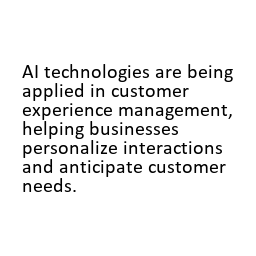 AI technologies are being
applied in customer
experience management,
helping businesses
personalize interactions
and anticipate customer
needs.